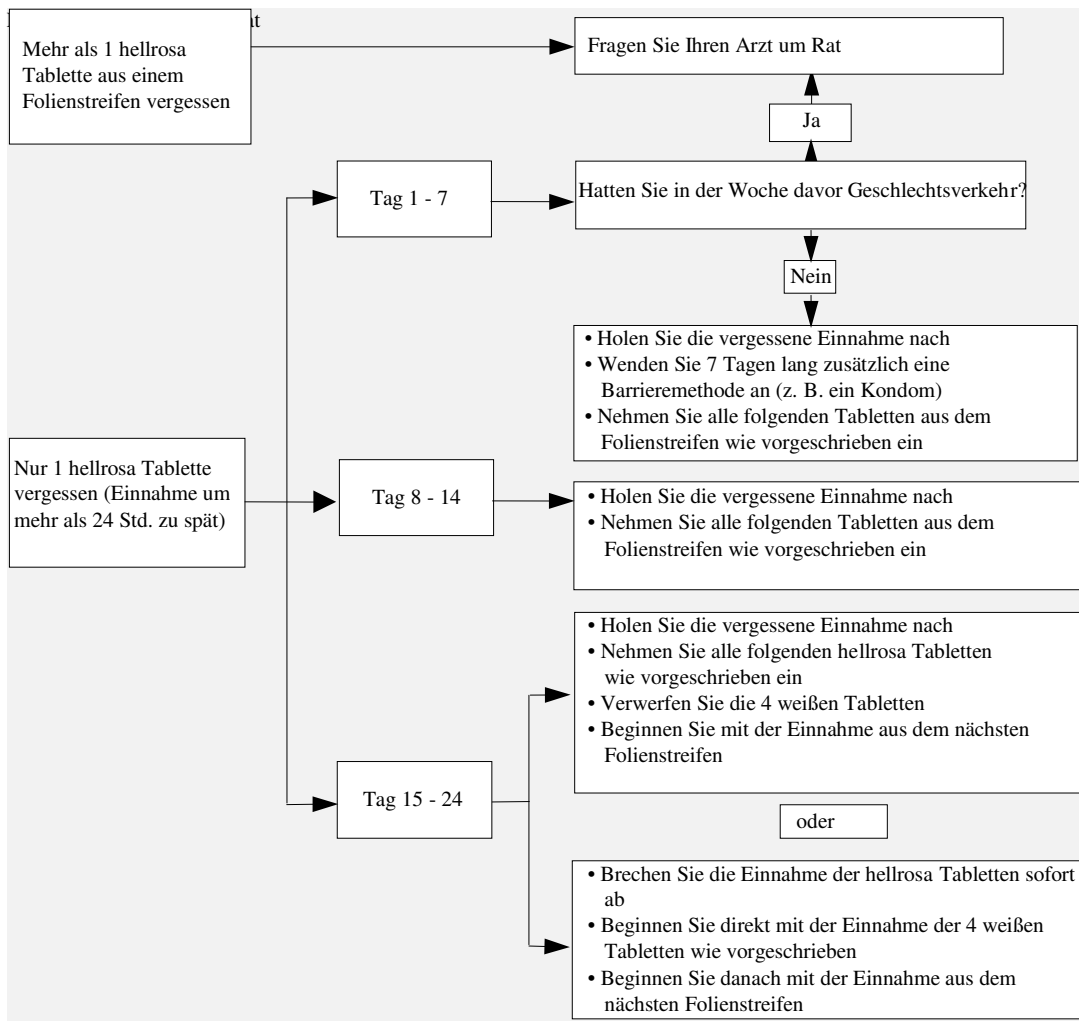 Mehr als 1 hellrosa
Tablette aus einem
Folienstreifen vergessen
Fragen Sie Ihren Arzt um Rat
Ja
Tag 1 - 7
Hatten Sie in der Woche davor Geschlechtsverkehr?
Nein
• Holen Sie die vergessene Einnahme nach
• Wenden Sie 7 Tagen lang zusätzlich eine
Barrieremethode an (z. B. ein Kondom)
• Nehmen Sie alle folgenden Tabletten aus dem
Folienstreifen wie vorgeschrieben ein
Nur 1 hellrosa Tablette
vergessen (Einnahme um
mehr als 24 Std. zu spät)
Tag 8 - 14
• Holen Sie die vergessene Einnahme nach
• Nehmen Sie alle folgenden Tabletten aus dem
Folienstreifen wie vorgeschrieben ein
Tag 15 - 24
• Holen Sie die vergessene Einnahme nach
• Nehmen Sie alle folgenden hellrosa Tabletten
wie vorgeschrieben ein
• Verwerfen Sie die 4 weißen Tabletten
• Beginnen Sie mit der Einnahme aus dem nächsten
Folienstreifen
oder
• Brechen Sie die Einnahme der hellrosa Tabletten sofort
ab
• Beginnen Sie direkt mit der Einnahme der 4 weißen
Tabletten wie vorgeschrieben
• Beginnen Sie danach mit der Einnahme aus dem
nächsten Folienstreifen